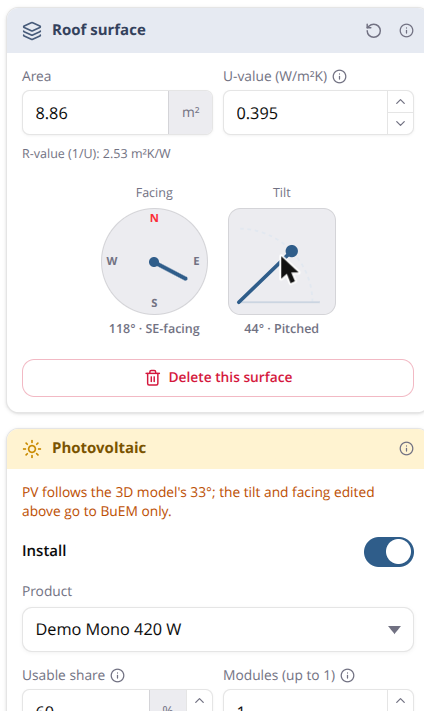 Roof surface
Area
U-value (W/m²K)
8.86
m²
0.395
R-value (1/U): 2.53 m²K/W
Facing
Tilt
N
W
E
S
118° · SE-facing
44° · Pitched
Delete this surface
Photovoltaic
PV follows the 3D model's 33°; the tilt and facing edited
above go to BuEM only.
Install
Product
Demo Mono 420 W
Usable share
Modules (up to 1)
60
%
1